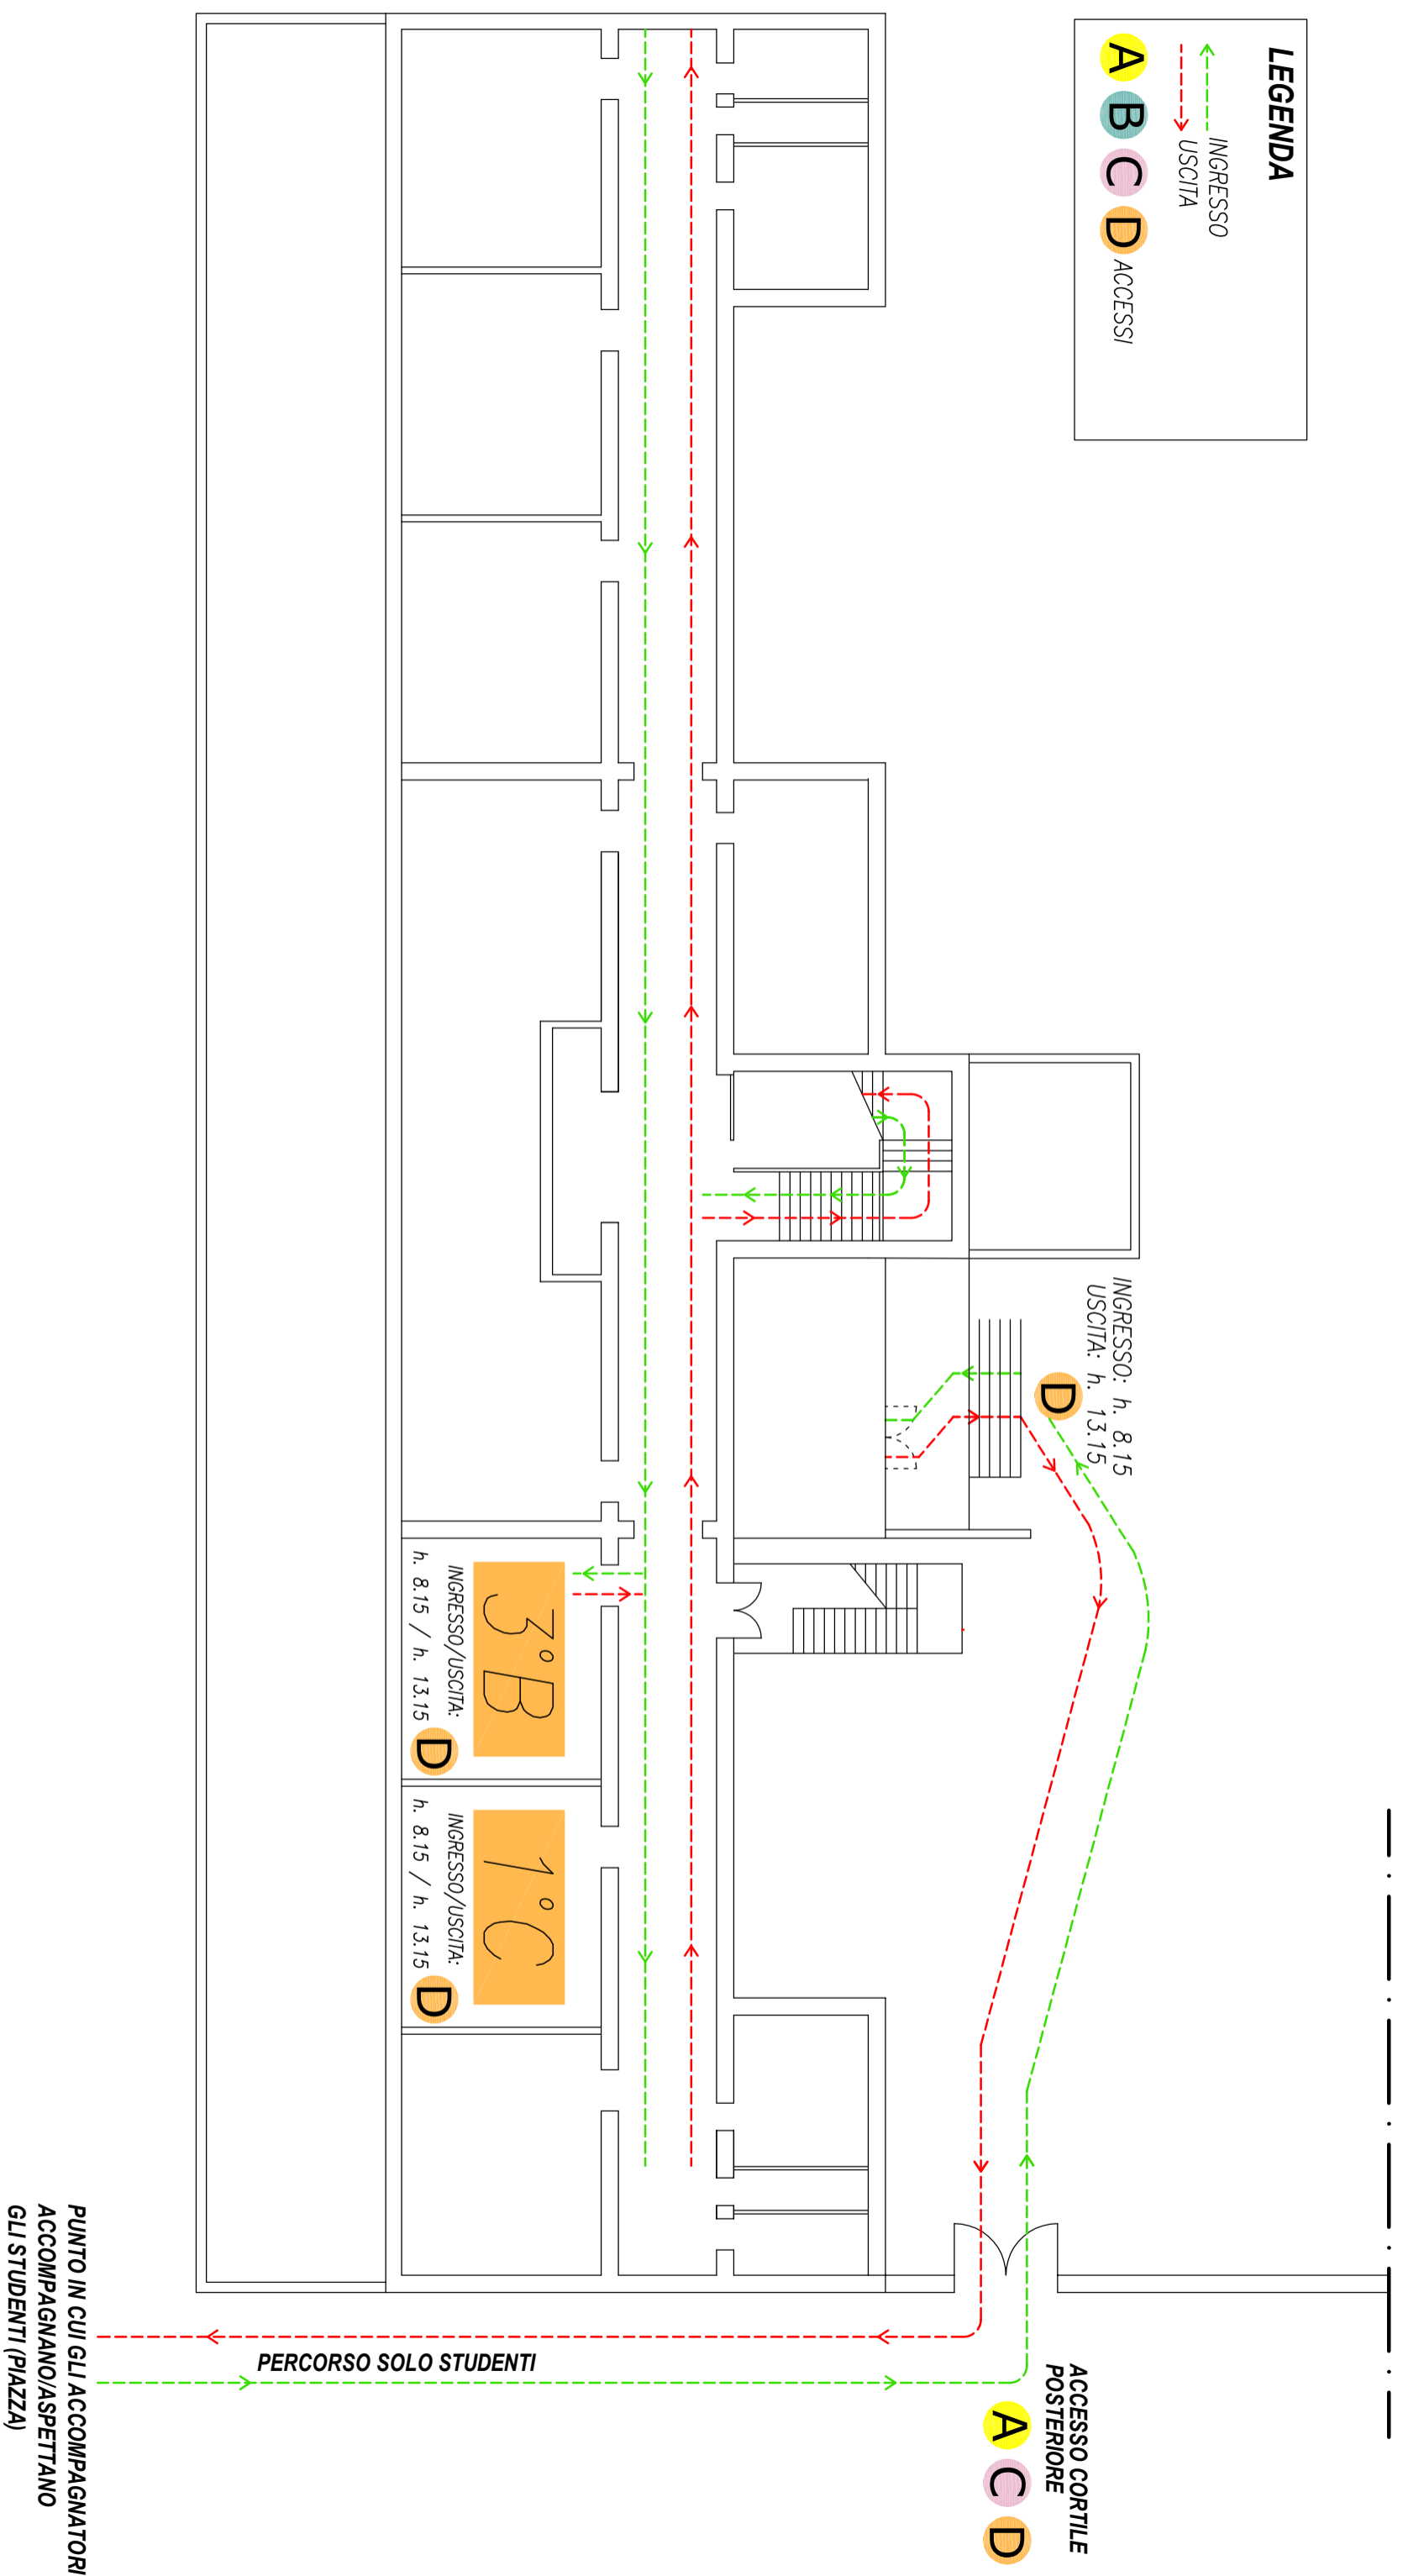 LEGENDA
INGRESSO
USCITA
A B C D ACCESSI
INGRESSO: h. 8.15
USCITA: h. 13.15
D
3°B
INGRESSO/USCITA:
h. 8.15 / h. 13.15 D
1°C
INGRESSO/USCITA:
h. 8.15 / h. 13.15 D
ACCESSO CORTILE
POSTERIORE
A C D
PERCORSO SOLO STUDENTI
PUNTO IN CUI GLI ACCOMPAGNATORI
ACCOMPAGNANO/ASPETTANO
GLI STUDENTI (PIAZZA)